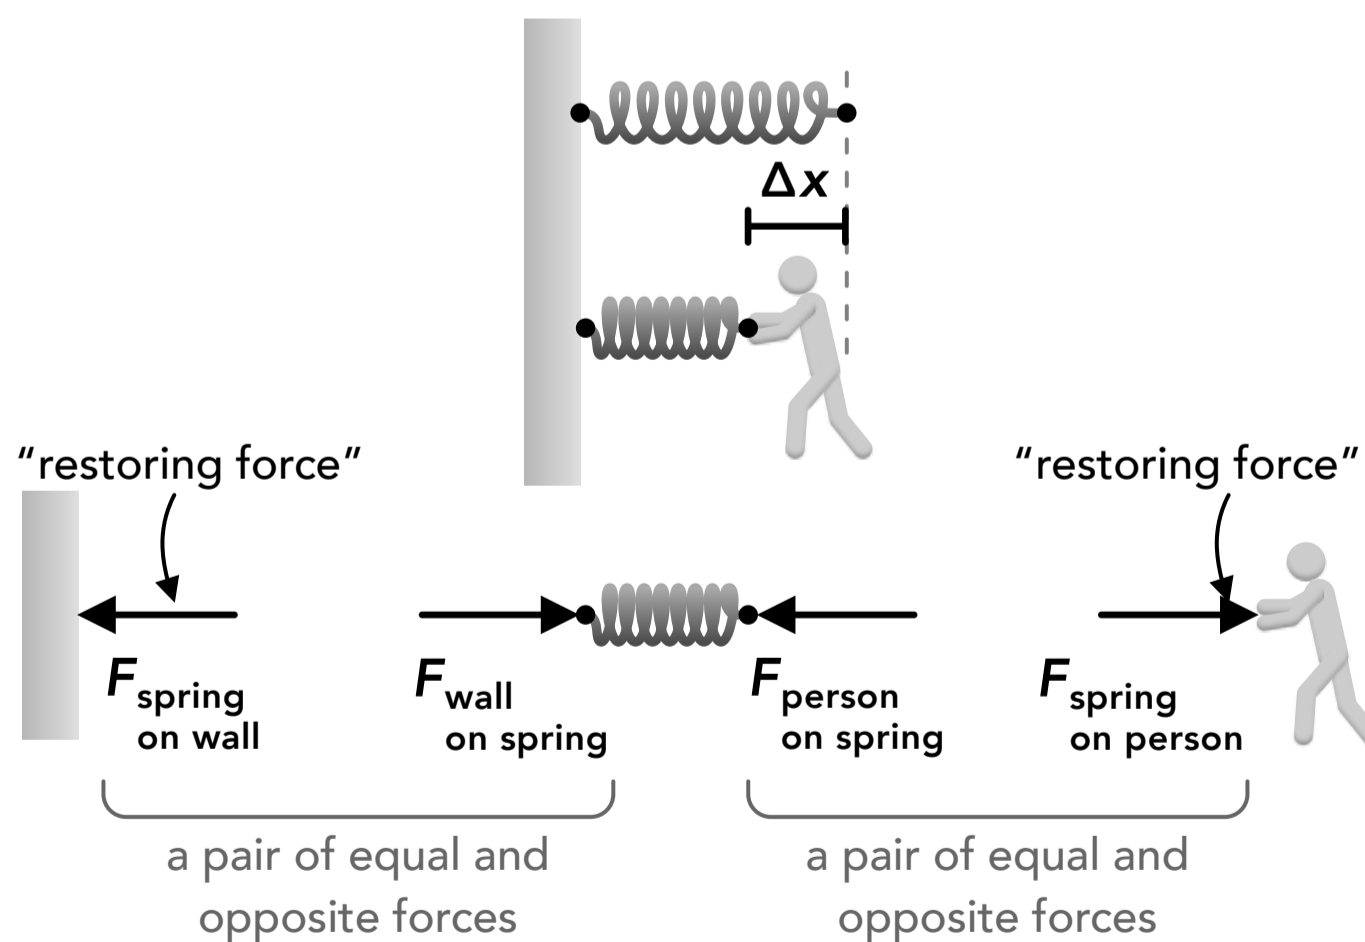 Δx
“restoring force”
“restoring force”
F spring on wall
F wall on spring
F person on spring
F spring on person
a pair of equal and
opposite forces
a pair of equal and
opposite forces